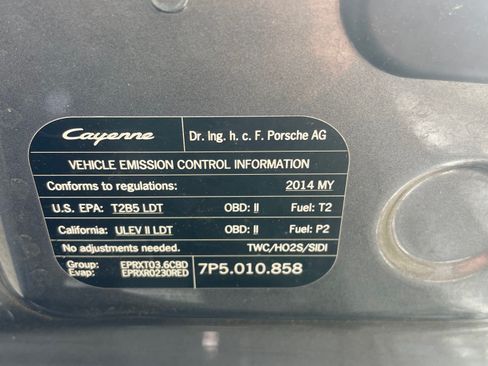 Cayenne Dr. Ing. h. c. F. Porsche AG
VEHICLE EMISSION CONTROL INFORMATION
Conforms to regulations: 2014 MY
U.S. EPA: T2B5 LDT OBD: II Fuel: T2
California: ULEV II LDT OBD: II Fuel: P2
No adjustments needed. TWC/HO2S/SIDI
Group: EPRXT03.6CBD
Evap: EPRXR0230RED
7P5.010.858